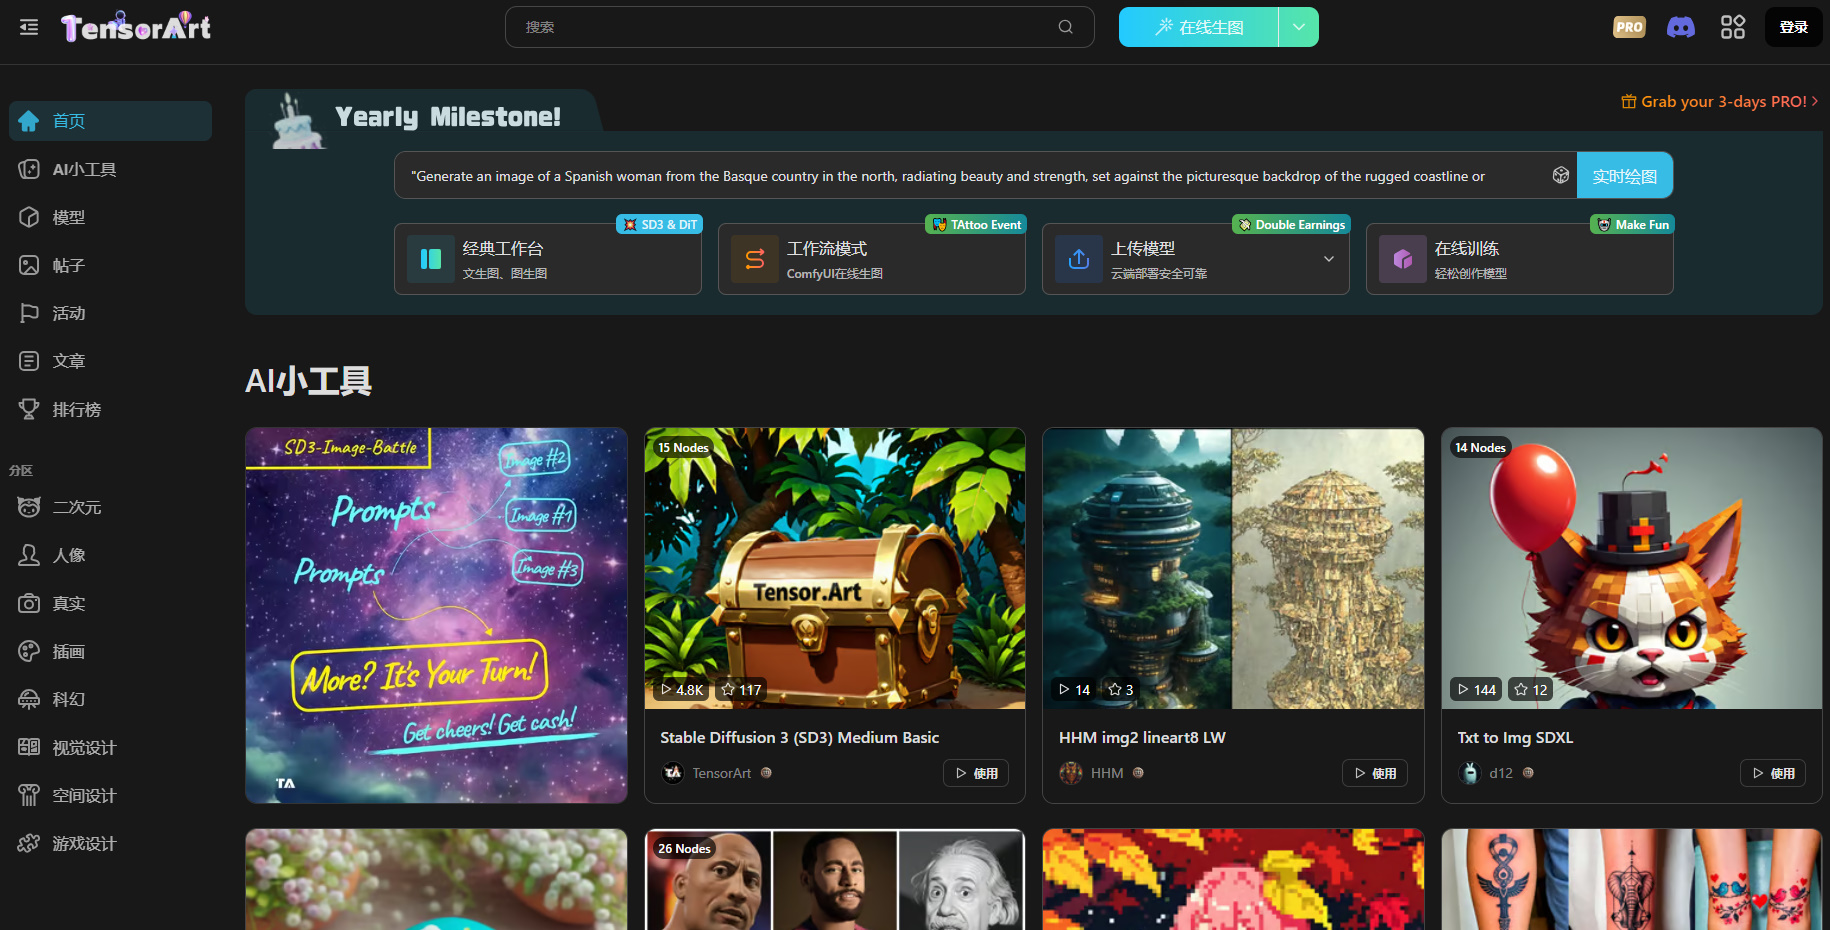 TensorArt
搜索
在线生图
PRO
登录
首页
AI小工具
模型
帖子
活动
文章
排行榜
分区
二次元
人像
真实
插画
科幻
视觉设计
空间设计
游戏设计
Yearly Milestone!
Grab your 3-days PRO!
"Generate an image of a Spanish woman from the Basque country in the north, radiating beauty and strength, set against the picturesque backdrop of the rugged coastline or
实时绘图
SD3 & DiT
经典工作台
文生图、图生图
TAttoo Event
工作流模式
ComfyUI在线生图
Double Earnings
上传模型
云端部署安全可靠
Make Fun
在线训练
轻松创作模型
AI小工具
SD3-Image-Battle
Image #2
Prompts
Image #1
Prompts
Image #3
More? It's Your Turn!
Get cheers! Get cash!
TA
15 Nodes
Tensor.Art
4.8K
117
Stable Diffusion 3 (SD3) Medium Basic
TensorArt
使用
14
3
HHM img2 lineart8 LW
HHM
使用
14 Nodes
144
12
Txt to Img SDXL
d12
使用
26 Nodes